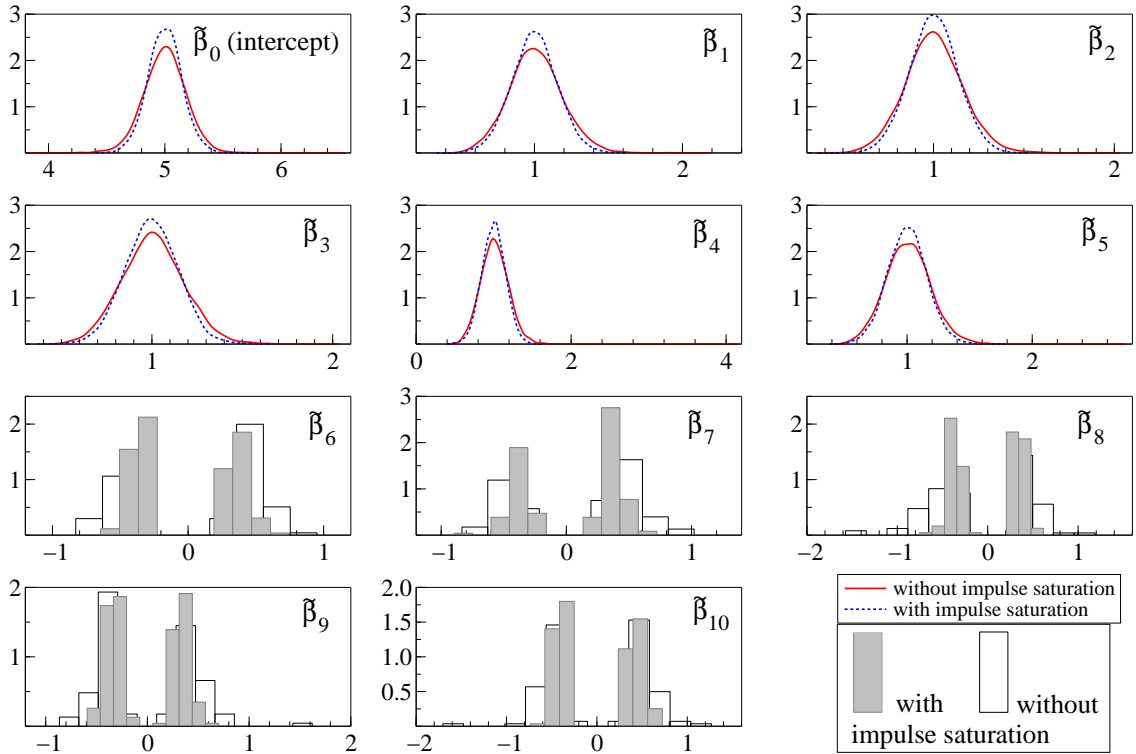 3 2 1 β̃0 (intercept) 4 5 6
3 2 1 β̃1 1 2
3 2 1 β̃2 1 2
3 2 1 β̃3 1 2
3 2 1 β̃4 0 2 4
3 2 1 β̃5 1 2
2 1 β̃6 −1 0 1
3 2 1 β̃7 −1 0 1
2 1 β̃8 −2 −1 0 1
2 1 β̃9 −1 0 1 2
2.0 1.5 1.0 0.5 β̃10 −2 −1 0 1
without impulse saturation
with impulse saturation
with without
impulse saturation